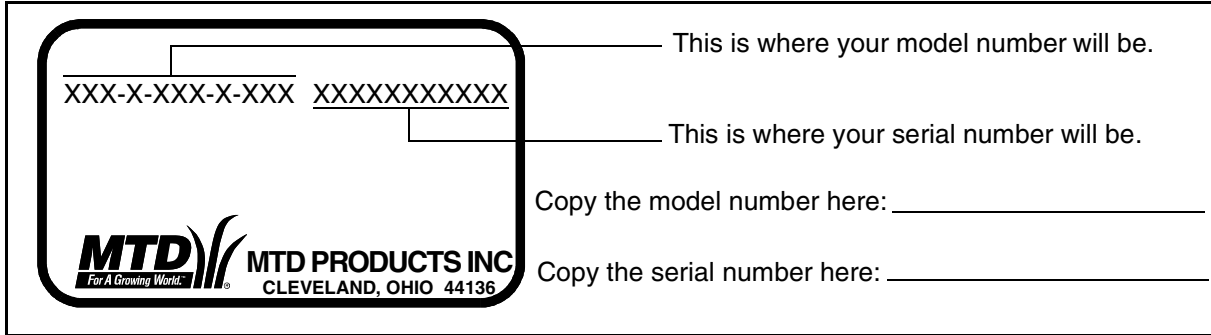 This is where your model number will be.
XXX-X-XXX-X-XXX XXXXXXXXXXX
This is where your serial number will be.
Copy the model number here:
Copy the serial number here:
MTD
For A Growing World.™
®
MTD PRODUCTS INC
CLEVELAND, OHIO 44136